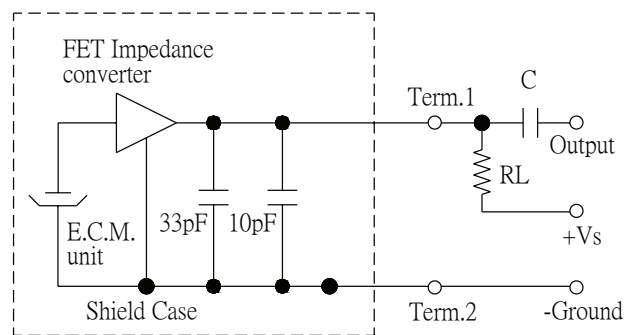 FET Impedance
converter
C
Term.1
Output
RL
33pF
10pF
+Vs
E.C.M.
unit
Shield Case
Term.2
-Ground